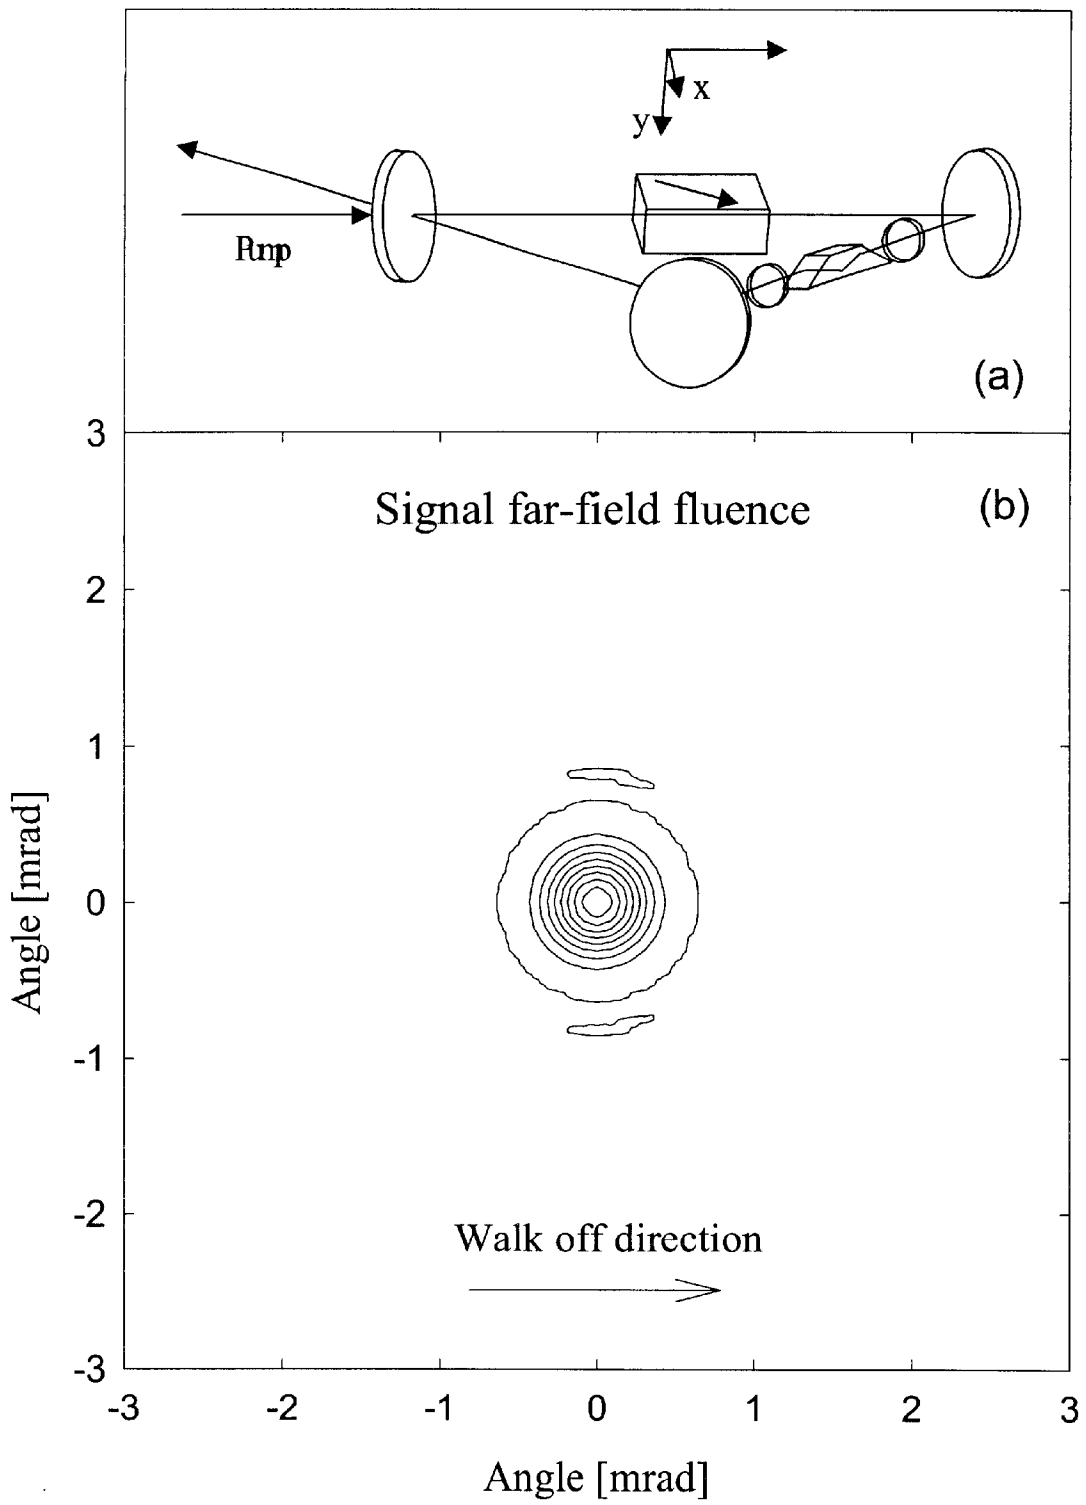 x
y
Pump
(a)
3
Signal far-field fluence
(b)
2
1
0
-1
-2
-3
Angle [mrad]
Walk off direction
-3 -2 -1 0 1 2 3
Angle [mrad]